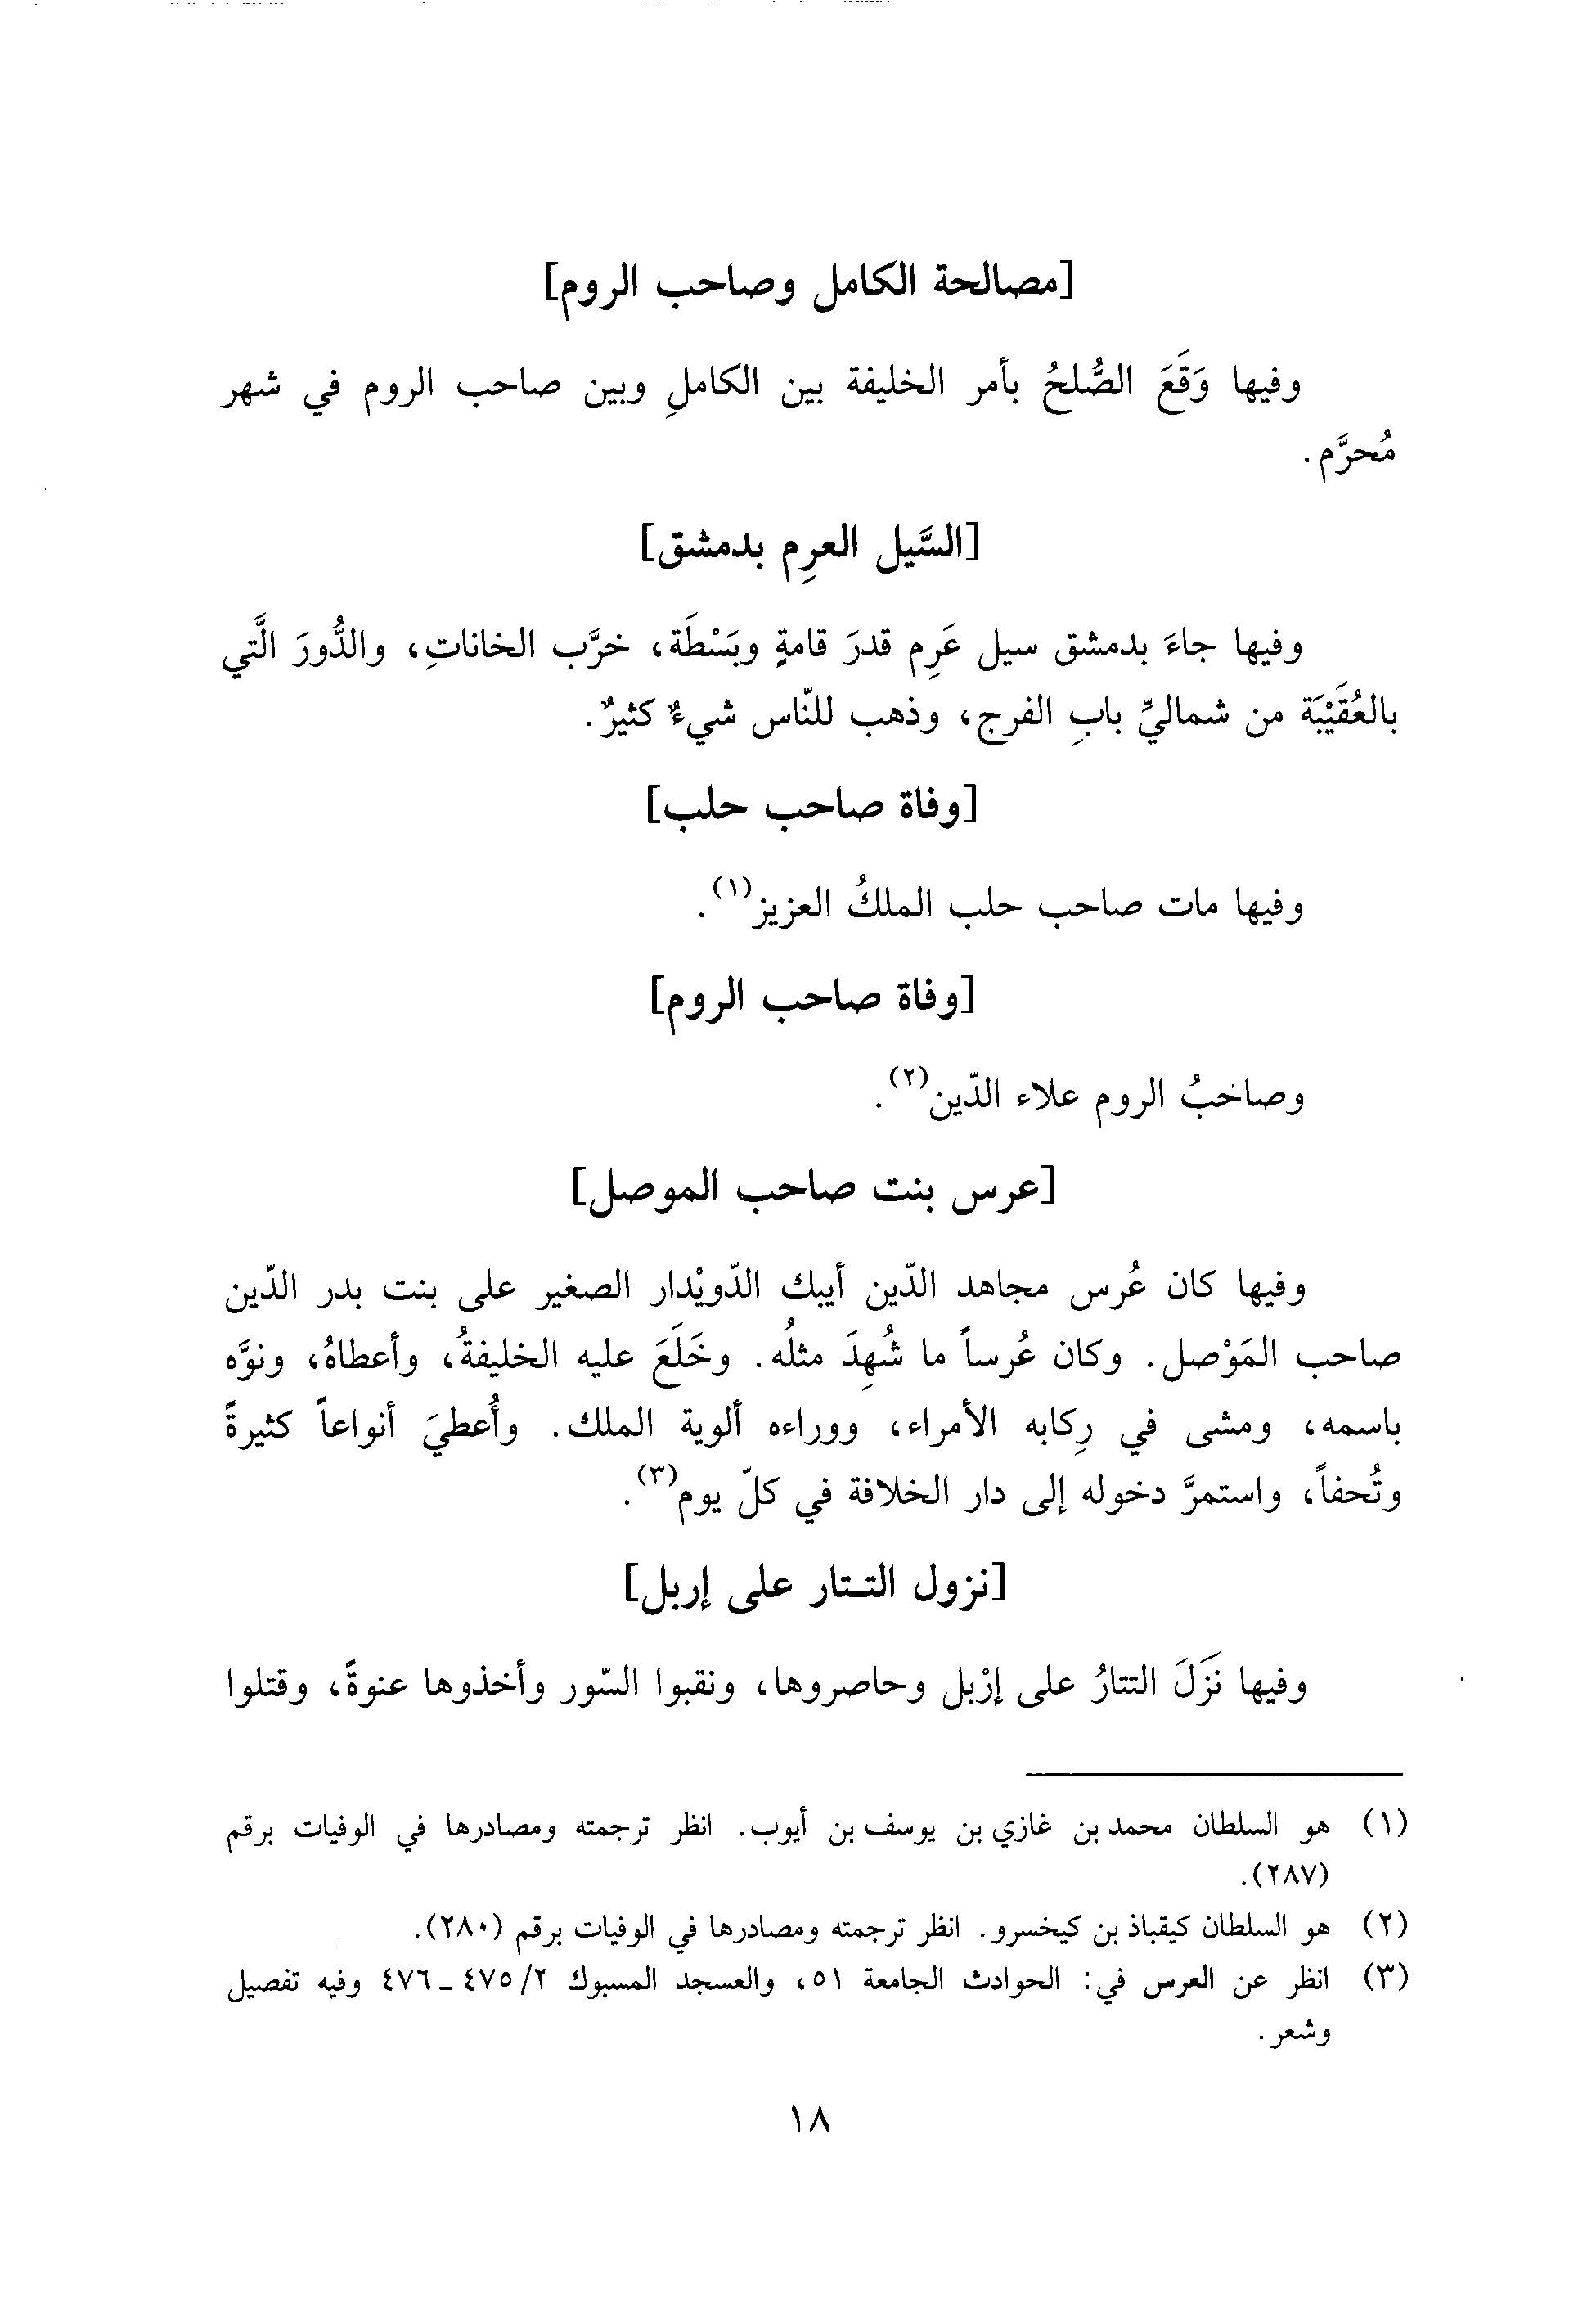 [مصالحة الكامل وصاحب الروم]
وفيها وَقَعَ الصُّلحُ بأمر الخليفة بين الكاملِ وبين صاحب الروم في شهر
مُحرَّم.
[السَّيل العرِم بدمشق]
وفيها جاءَ بدمشق سيل عَرِم قدرَ قامةٍ وبَسْطَة، خرَّب الخاناتِ، والدُّورَ الَّتي
بالعُقَيْبَة من شماليِّ بابِ الفرج، وذهب للنّاس شيءٌ كثيرٌ.
[وفاة صاحب حلب]
وفيها مات صاحب حلب الملكُ العزيز(١).
[وفاة صاحب الروم]
وصاحبُ الروم علاء الدّين(٢).
[عرس بنت صاحب الموصل]
وفيها كان عُرس مجاهد الدّين أيبك الدّويْدار الصغير على بنت بدر الدّين
صاحب المَوْصل. وكان عُرساً ما شُهِدَ مثلُه. وخَلَعَ عليه الخليفةُ، وأعطاهُ، ونوَّه
باسمه، ومشى في رِكابه الأمراء، ووراءه ألوية الملك. وأُعطيَ أنواعاً كثيرةً
وتُحفاً، واستمرَّ دخوله إلى دار الخلافة في كلّ يوم(٣).
[نزول التـتار على إربل]
وفيها نَزَلَ التتارُ على إرْبل وحاصروها، ونقبوا السّور وأخذوها عنوةً، وقتلوا
(١) هو السلطان محمد بن غازي بن يوسف بن أيوب. انظر ترجمته ومصادرها في الوفيات برقم
(٢٨٧).
(٢) هو السلطان كيقباذ بن كيخسرو. انظر ترجمته ومصادرها في الوفيات برقم (٢٨٠).
(٣) انظر عن العرس في: الحوادث الجامعة ٥١، والعسجد المسبوك ٢/ ٤٧٥ ـ ٤٧٦ وفيه تفصيل
وشعر.
١٨